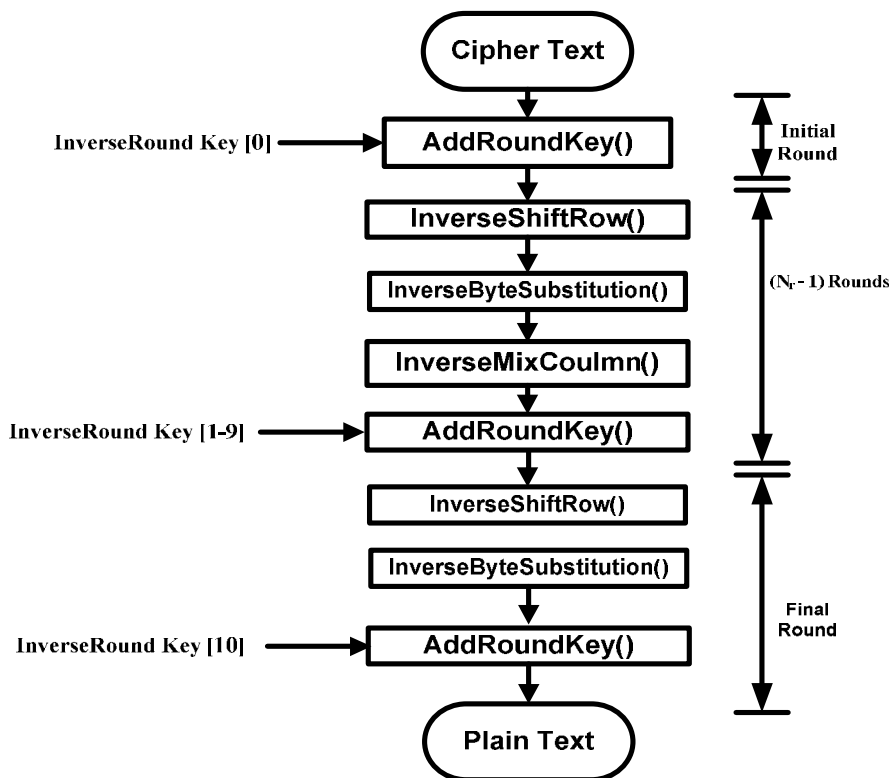 Cipher Text
InverseRound Key [0]
AddRoundKey()
Initial
Round
InverseShiftRow()
InverseByteSubstitution()
(Nr - 1) Rounds
InverseMixCoulmn()
InverseRound Key [1-9]
AddRoundKey()
InverseShiftRow()
InverseByteSubstitution()
Final
Round
InverseRound Key [10]
AddRoundKey()
Plain Text